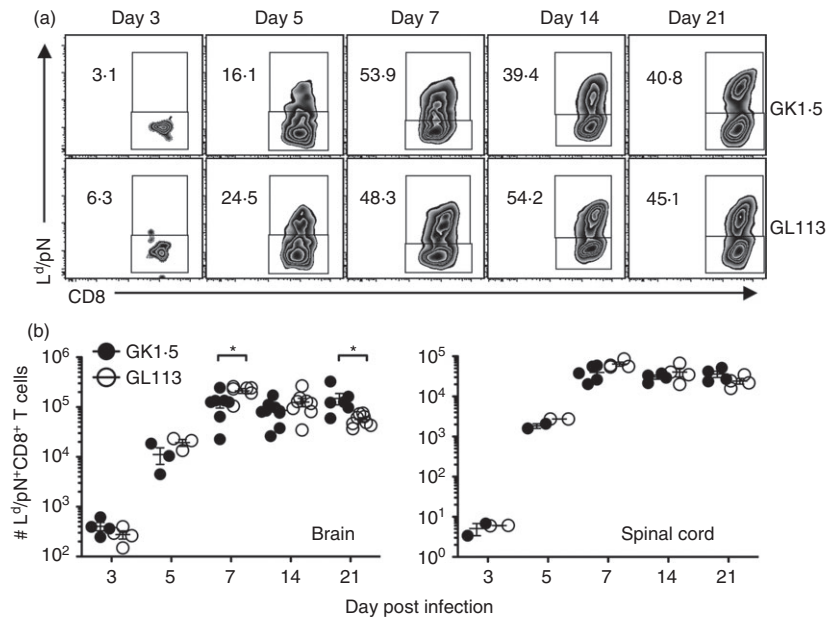 (a) Day 3 Day 5 Day 7 Day 14 Day 21
3·1 16·1 53·9 39·4 40·8 GK1·5
6·3 24·5 48·3 54·2 45·1 GL113
L^d/pN
CD8
(b)
GK1·5
GL113
# L^d/pN^+CD8^+ T cells
10^6
10^5
10^4
10^3
10^2
* *
Brain
3 5 7 14 21
10^5
10^4
10^3
10^2
10^1
10^0
Spinal cord
3 5 7 14 21
Day post infection